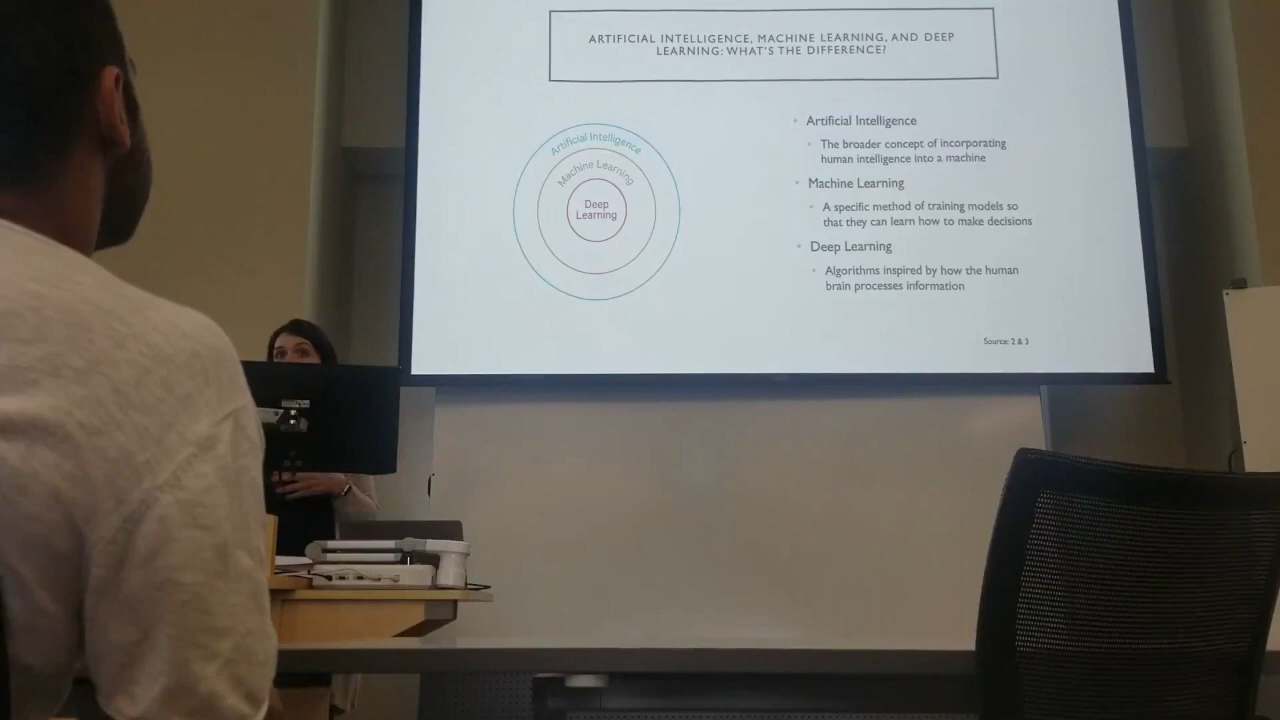 ARTIFICIAL INTELLIGENCE, MACHINE LEARNING, AND DEEP
LEARNING: WHAT'S THE DIFFERENCE?
Artificial Intelligence
Machine Learning
Deep
Learning
• Artificial Intelligence
• The broader concept of incorporating
human intelligence into a machine
• Machine Learning
• A specific method of training models so
that they can learn how to make decisions
• Deep Learning
• Algorithms inspired by how the human
brain processes information
Source: 2 & 3